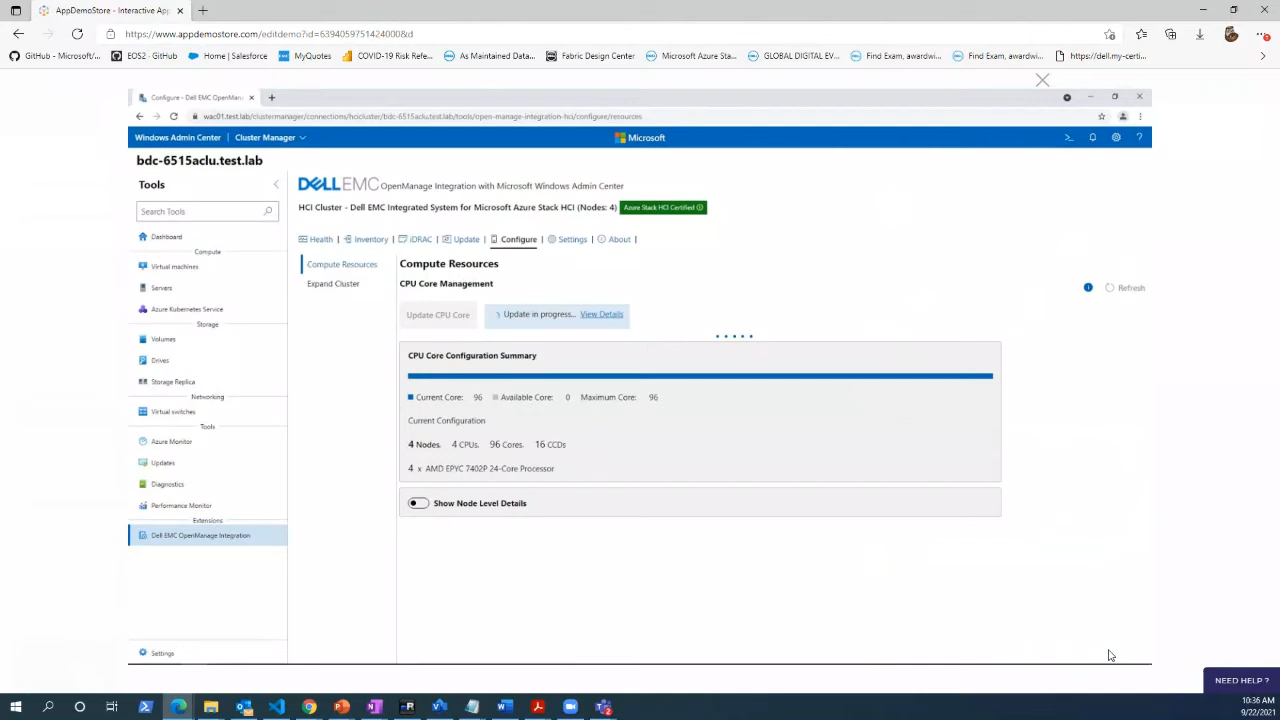 AppDemoStore - Interactive App
https://www.appdemostore.com/editdemo?id=6394059751424000&d
GitHub - Microsoft/...
EOS2 - GitHub
Home | Salesforce
MyQuotes
COVID-19 Risk Refe...
As Maintained Data...
Fabric Design Center
Microsoft Azure Sta...
GLOBAL DIGITAL EV...
Find Exam, awardiw...
Find Exam, awardiw...
https://key.com/Re...
Configure - Dell EMC OpenMan
wac01.test.lab/clustermanager/connections/hcicluster/bdc-6515aclu.test.lab/tools/open-manage-integration-hci/configure/resources
Windows Admin Center | Cluster Manager
Microsoft
>_
?
bdc-6515aclu.test.lab
Tools
Search Tools
Dashboard
Compute
Virtual machines
Servers
Azure Kubernetes Service
Storage
Volumes
Drives
Storage Replica
Networking
Virtual switches
Tools
Azure Monitor
Updates
Diagnostics
Performance Monitor
Extensions
Dell EMC OpenManage Integration
Settings
DELL EMC OpenManage Integration with Microsoft Windows Admin Center
HCI Cluster - Dell EMC Integrated System for Microsoft Azure Stack HCI (Nodes: 4) Azure Stack HCI Certified
Health | Inventory | iDRAC | Update | Configure | Settings | About |
Compute Resources
Expand Cluster
Compute Resources
CPU Core Management
Refresh
Update CPU Core
Update in progress... View Details
CPU Core Configuration Summary
Current Core: 96 Available Core: 0 Maximum Core: 96
Current Configuration
4 Nodes. 4 CPUs. 96 Cores. 16 CCDs
4 x AMD EPYC 7402P 24-Core Processor
Show Node Level Details
NEED HELP ?
10:36 AM
9/22/2021